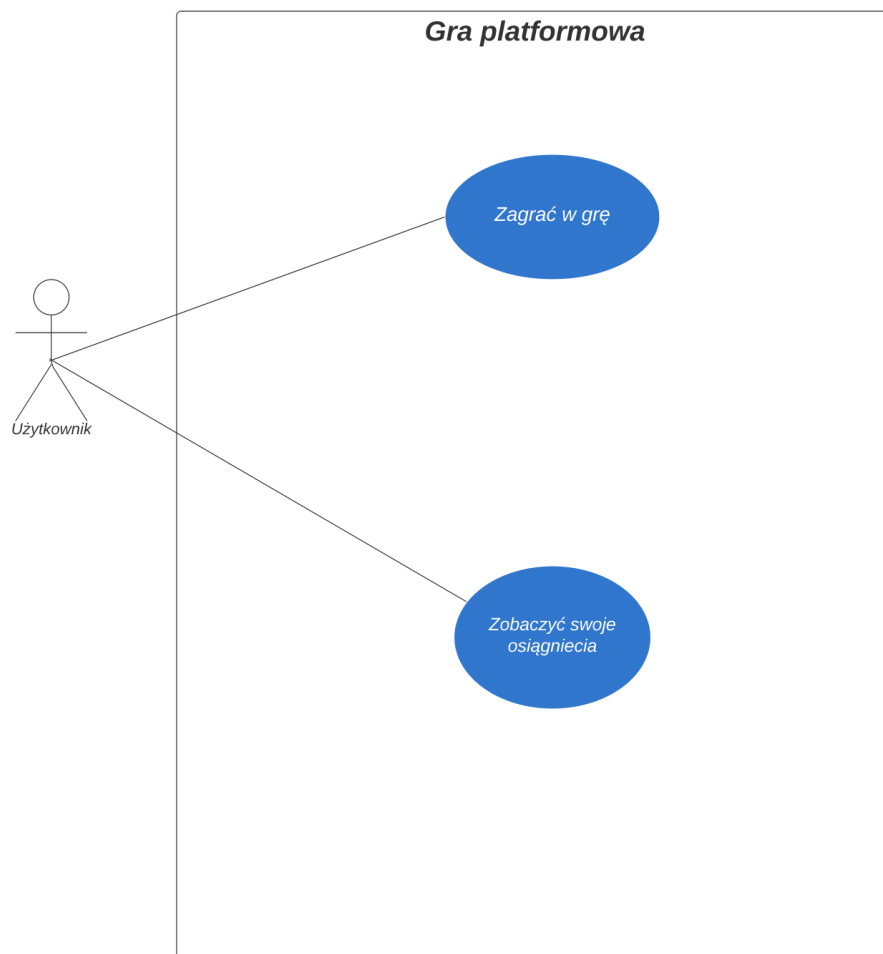 Gra platformowa
Zagrać w grę
Użytkownik
Zobaczyć swoje
osiągniecia